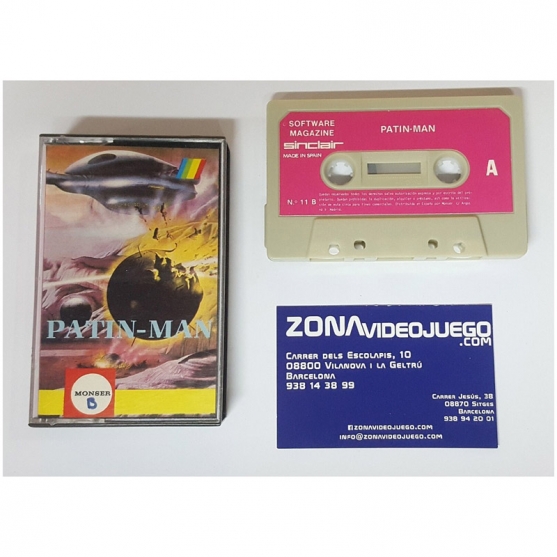 PATIN-MAN
MONSER
B
SOFTWARE
MAGAZINE
sinclair
MADE IN SPAIN
PATIN-MAN
A
N.º 11 B
ZONAVIDEOJUEGO
.COM
CARRER DELS ESCOLAPIS, 10
08800 VILANOVA I LA GELTRÚ
BARCELONA
938 14 38 99
CARRER JESÚS, 38
08870 SITGES
BARCELONA
938 94 20 01
ZONAVIDEOJUEGO.COM
INFO@ZONAVIDEOJUEGO.COM